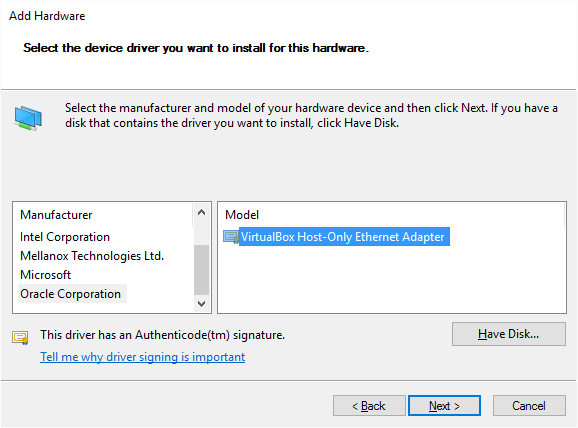 Add Hardware
Select the device driver you want to install for this hardware.
Select the manufacturer and model of your hardware device and then click Next. If you have a
disk that contains the driver you want to install, click Have Disk.
Manufacturer
Intel Corporation
Mellanox Technologies Ltd.
Microsoft
Oracle Corporation
Model
VirtualBox Host-Only Ethernet Adapter
This driver has an Authenticode(tm) signature.
Tell me why driver signing is important
Have Disk...
< Back
Next >
Cancel